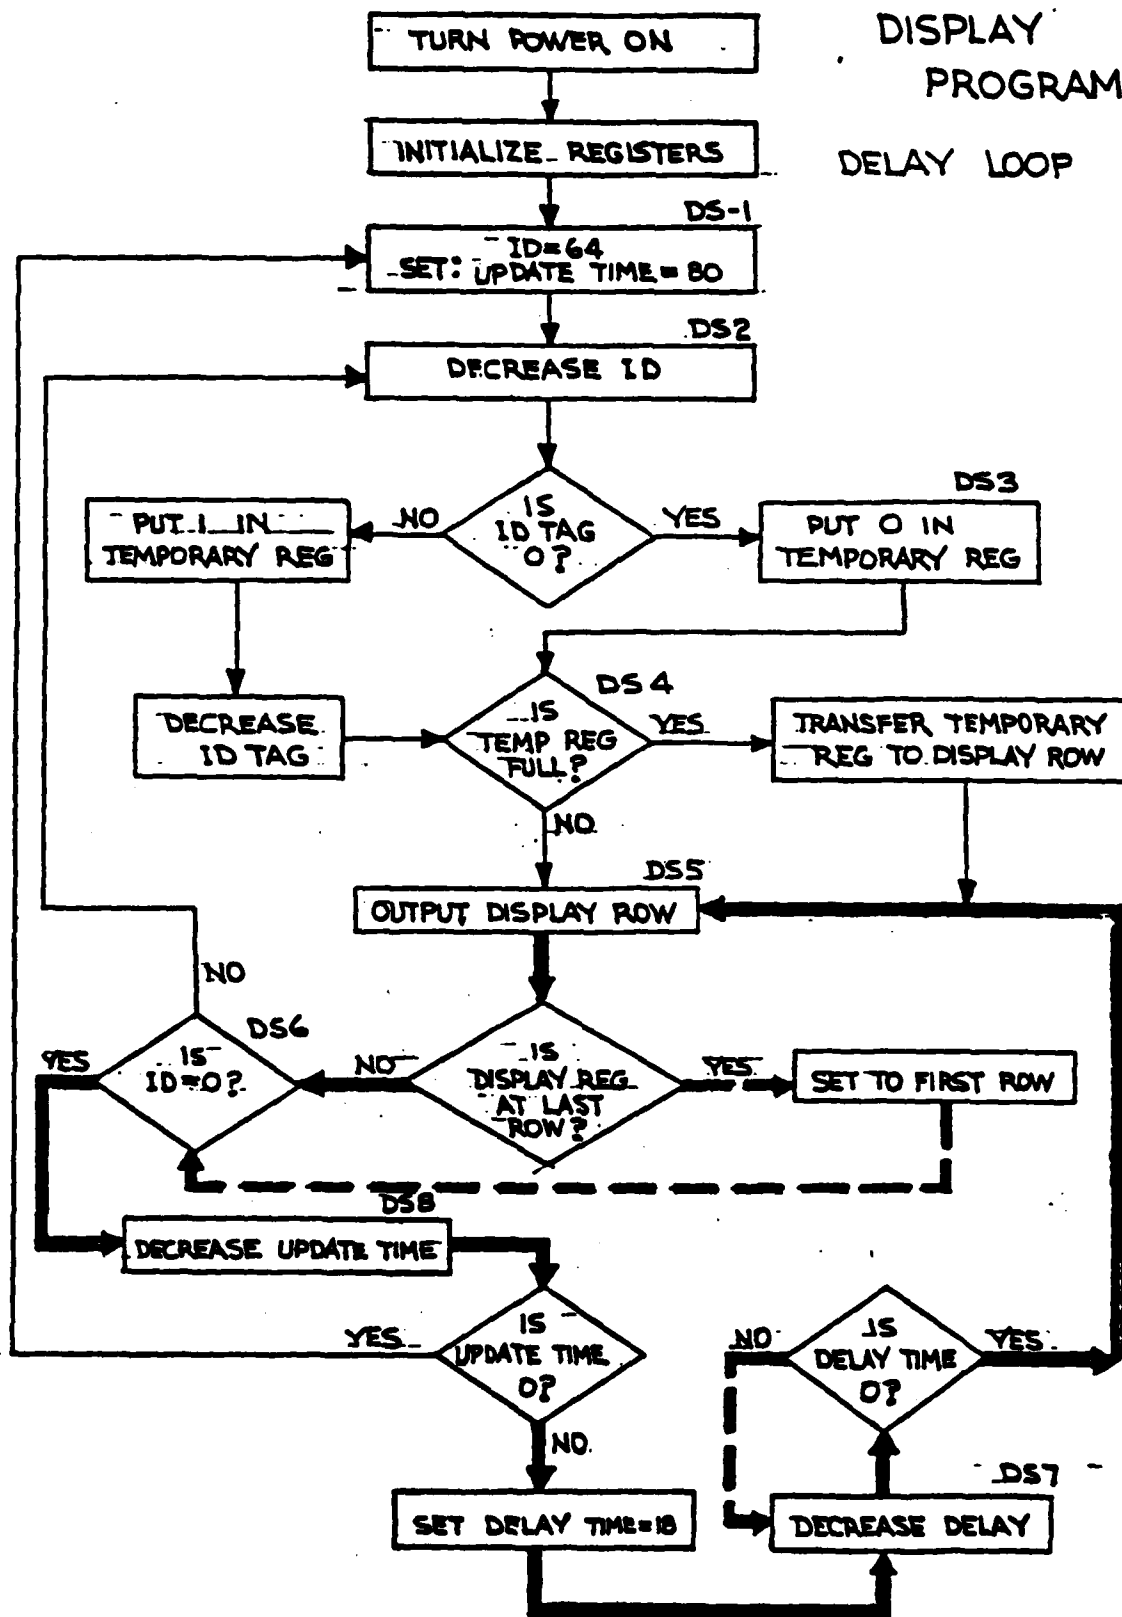 DISPLAY
PROGRAM
DELAY LOOP
TURN POWER ON
INITIALIZE REGISTERS
DS-1
ID=64
SET: UPDATE TIME = 80
DS2
DECREASE ID
IS
ID TAG
0?
NO
YES
PUT 1 IN
TEMPORARY REG
DS3
PUT 0 IN
TEMPORARY REG
DECREASE
ID TAG
DS4
IS
TEMP REG
FULL?
YES
NO
TRANSFER TEMPORARY
REG TO DISPLAY ROW
DS5
OUTPUT DISPLAY ROW
NO
DS6
YES
IS
ID=0?
NO
IS
DISPLAY REG
AT LAST
ROW?
YES
SET TO FIRST ROW
DS8
DECREASE UPDATE TIME
YES
IS
UPDATE TIME
0?
NO
NO
IS
DELAY TIME
0?
YES
DS7
SET DELAY TIME=18
DECREASE DELAY